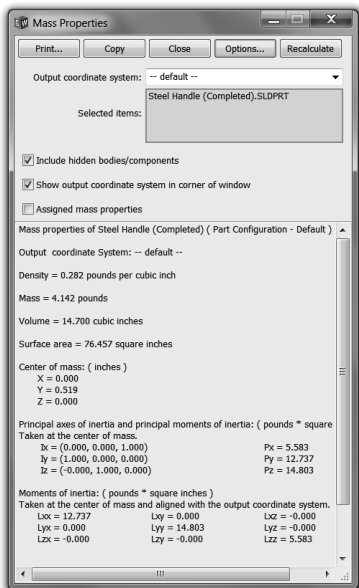 Mass Properties
Print... Copy Close Options... Recalculate
Output coordinate system: -- default --
Selected items: Steel Handle (Completed).SLDPRT
Include hidden bodies/components
Show output coordinate system in corner of window
Assigned mass properties
Mass properties of Steel Handle (Completed) ( Part Configuration - Default )
Output coordinate System: -- default --
Density = 0.282 pounds per cubic inch
Mass = 4.142 pounds
Volume = 14.700 cubic inches
Surface area = 76.457 square inches
Center of mass: ( inches )
X = 0.000
Y = 0.519
Z = 0.000
Principal axes of inertia and principal moments of inertia: ( pounds * square
Taken at the center of mass.
Ix = (0.000, 0.000, 1.000) Px = 5.583
Iy = (1.000, 0.000, 0.000) Py = 12.737
Iz = (-0.000, 1.000, 0.000) Pz = 14.803
Moments of inertia: ( pounds * square inches )
Taken at the center of mass and aligned with the output coordinate system.
Lxx = 12.737 Lxy = 0.000 Lxz = -0.000
Lyx = 0.000 Lyy = 14.803 Lyz = -0.000
Lzx = -0.000 Lzy = -0.000 Lzz = 5.583